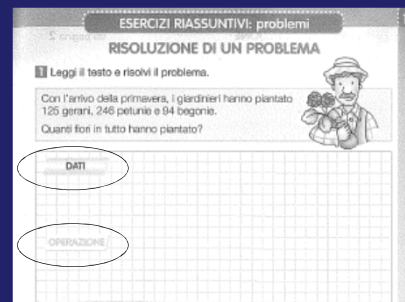 ESERCIZI RIASSUNTIVI: problemi
RISOLUZIONE DI UN PROBLEMA
1 Leggi il testo e risolvi il problema.
Con l'arrivo della primavera, i giardinieri hanno piantato
125 gerani, 246 petunie e 94 begonie.
Quanti fiori in tutto hanno piantato?
DATI
OPERAZIONE